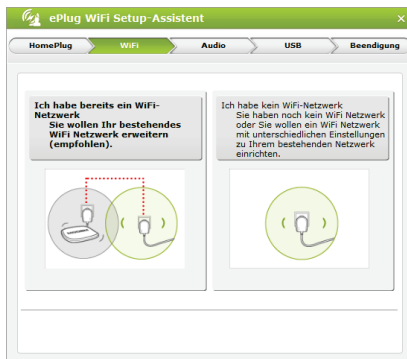 ePlug WiFi Setup-Assistent
HomePlug
WiFi
Audio
USB
Beendigung
Ich habe bereits ein WiFi-
Netzwerk
Sie wollen Ihr bestehendes
WiFi Netzwerk erweitern
(empfohlen).
Ich habe kein WiFi-Netzwerk
Sie haben noch kein WiFi Netzwerk
oder Sie wollen ein WiFi Netzwerk
mit unterschiedlichen Einstellungen
zu Ihrem bestehenden Netzwerk
einrichten.